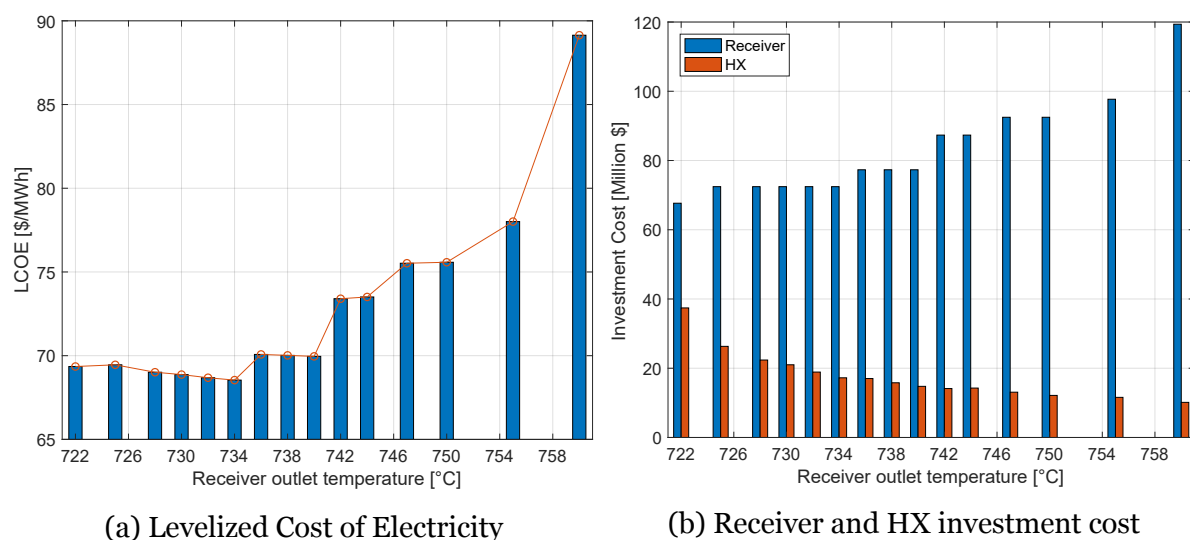 90
85
80
75
70
65
LCOE [$/MWh]
722 726 730 734 738 742 746 750 754 758
Receiver outlet temperature [°C]
(a) Levelized Cost of Electricity
120
100
80
60
40
20
0
Investment Cost [Million $]
Receiver
HX
722 726 730 734 738 742 746 750 754 758
Receiver outlet temperature [°C]
(b) Receiver and HX investment cost